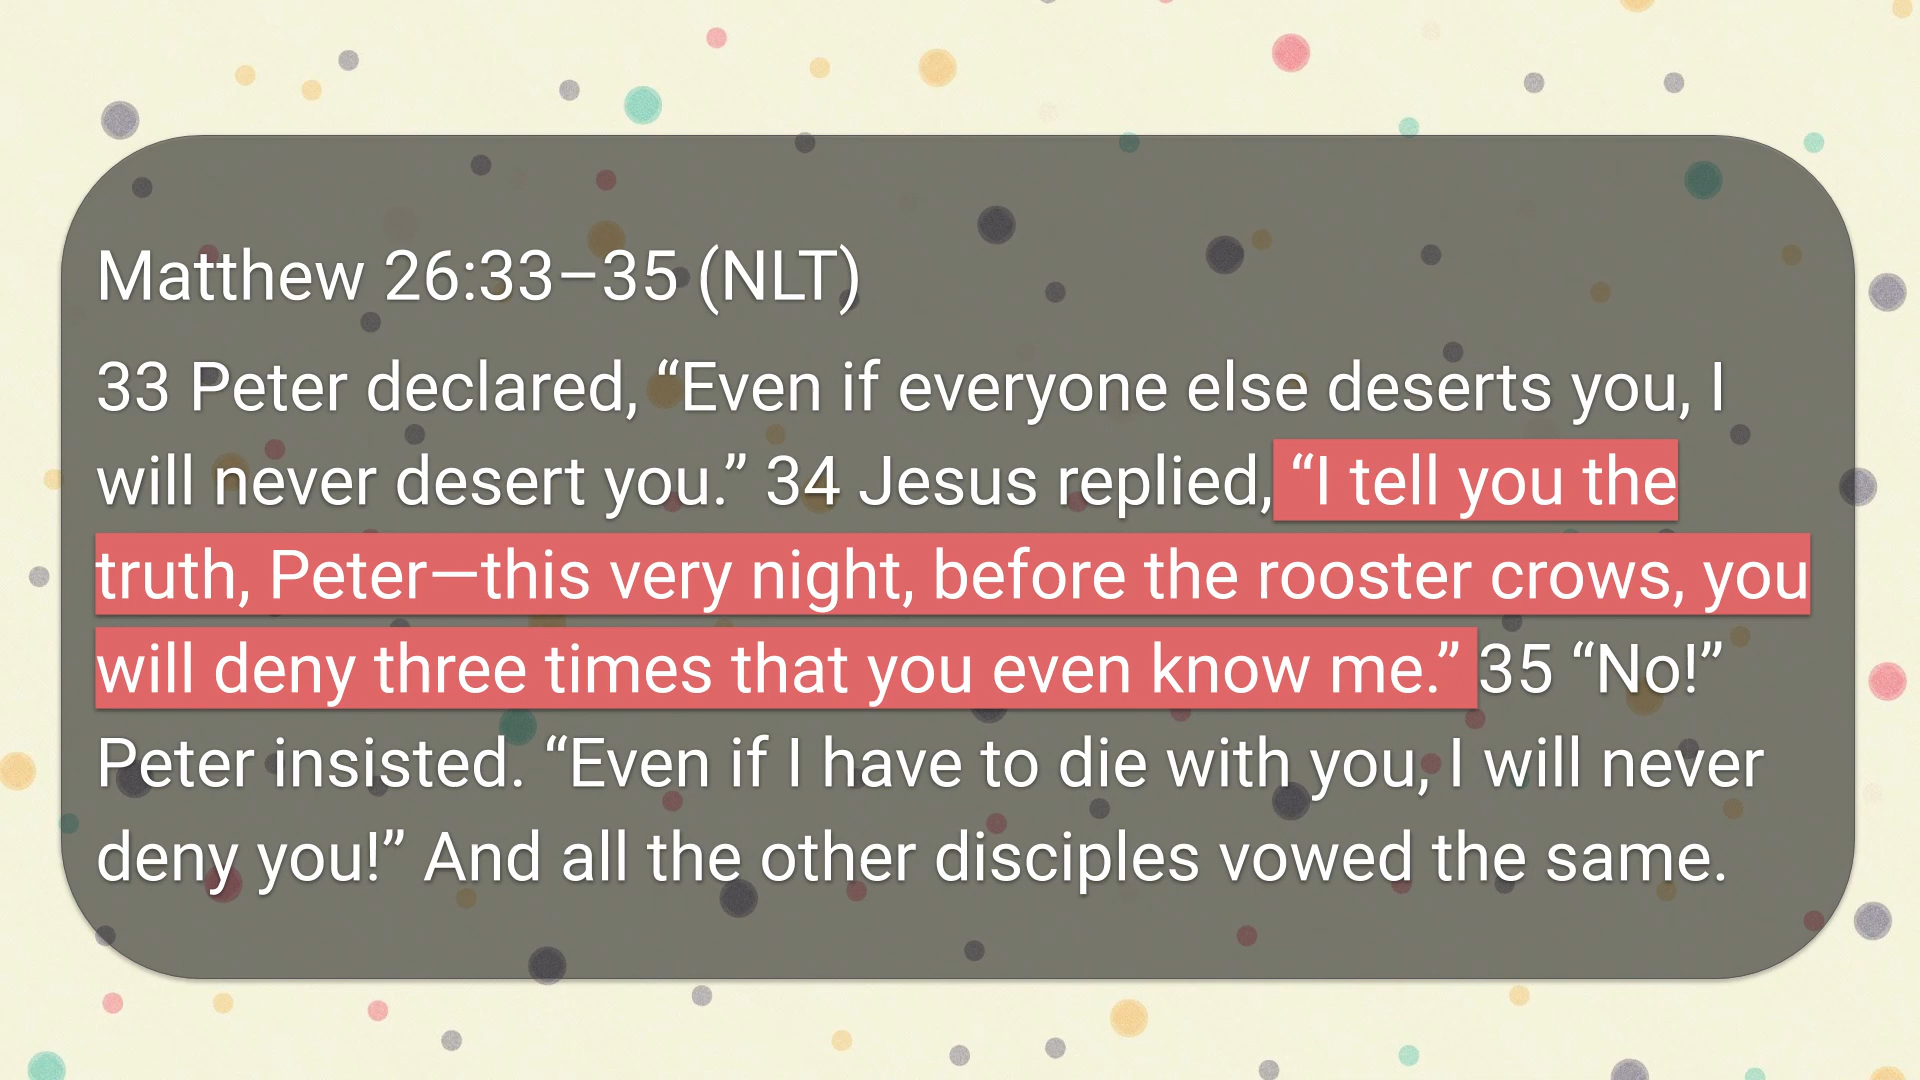 Matthew 26:33–35 (NLT)
33 Peter declared, “Even if everyone else deserts you, I
will never desert you.” 34 Jesus replied, “I tell you the
truth, Peter—this very night, before the rooster crows, you
will deny three times that you even know me.” 35 “No!”
Peter insisted. “Even if I have to die with you, I will never
deny you!” And all the other disciples vowed the same.